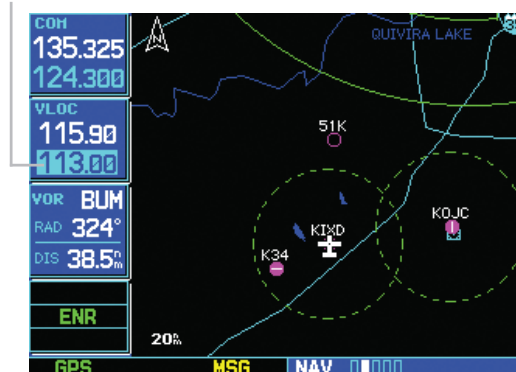 COM
135.325
124.300
VLOC
115.90
113.00
VOR BUM
RAD 324°
DIS 38.5nm
ENR
GPS
MSG
NAV
N
QUIVIRA LAKE
51K
KIXD
KOJC
K34
20nm